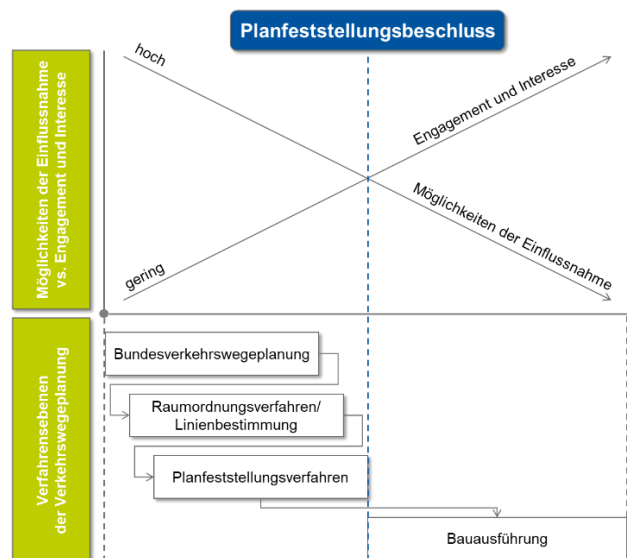 Planfeststellungsbeschluss
Möglichkeiten der Einflussnahme
vs. Engagement und Interesse
hoch
Engagement und Interesse
Möglichkeiten der Einflussnahme
gering
Verfahrensebenen
der Verkehrswegeplanung
Bundesverkehrswegeplanung
Raumordnungsverfahren/
Linienbestimmung
Planfeststellungsverfahren
Bauausführung